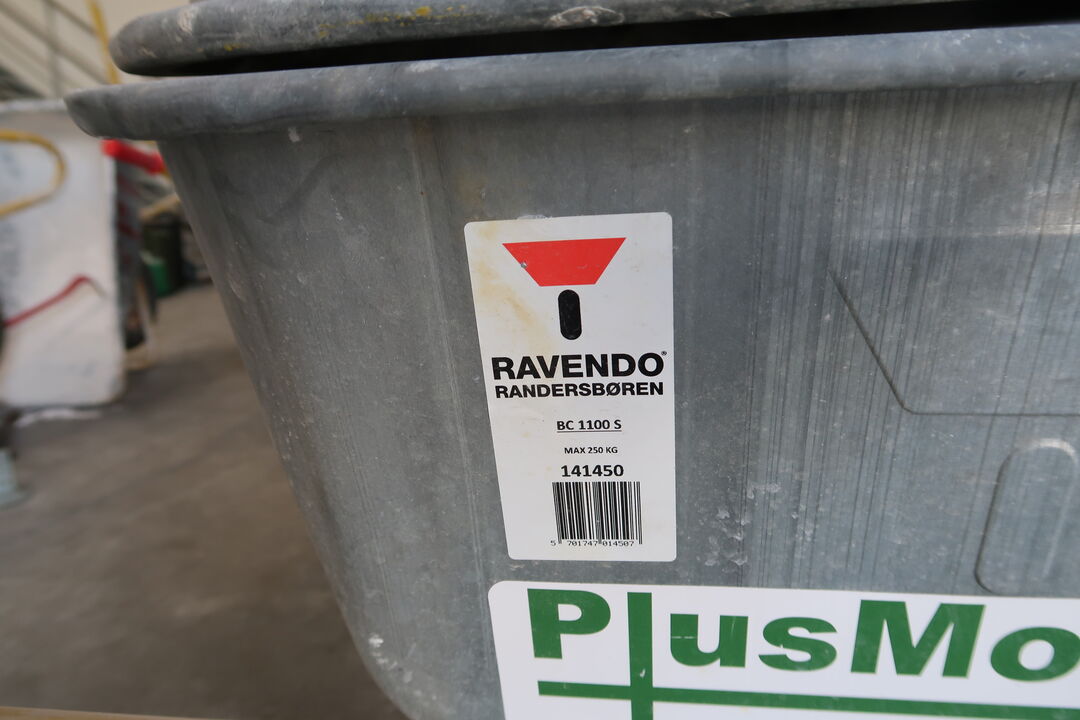 RAVENDO®
RANDERSBØREN
BC 1100 S
MAX 250 KG
141450
5 701747 014507
PlusMo